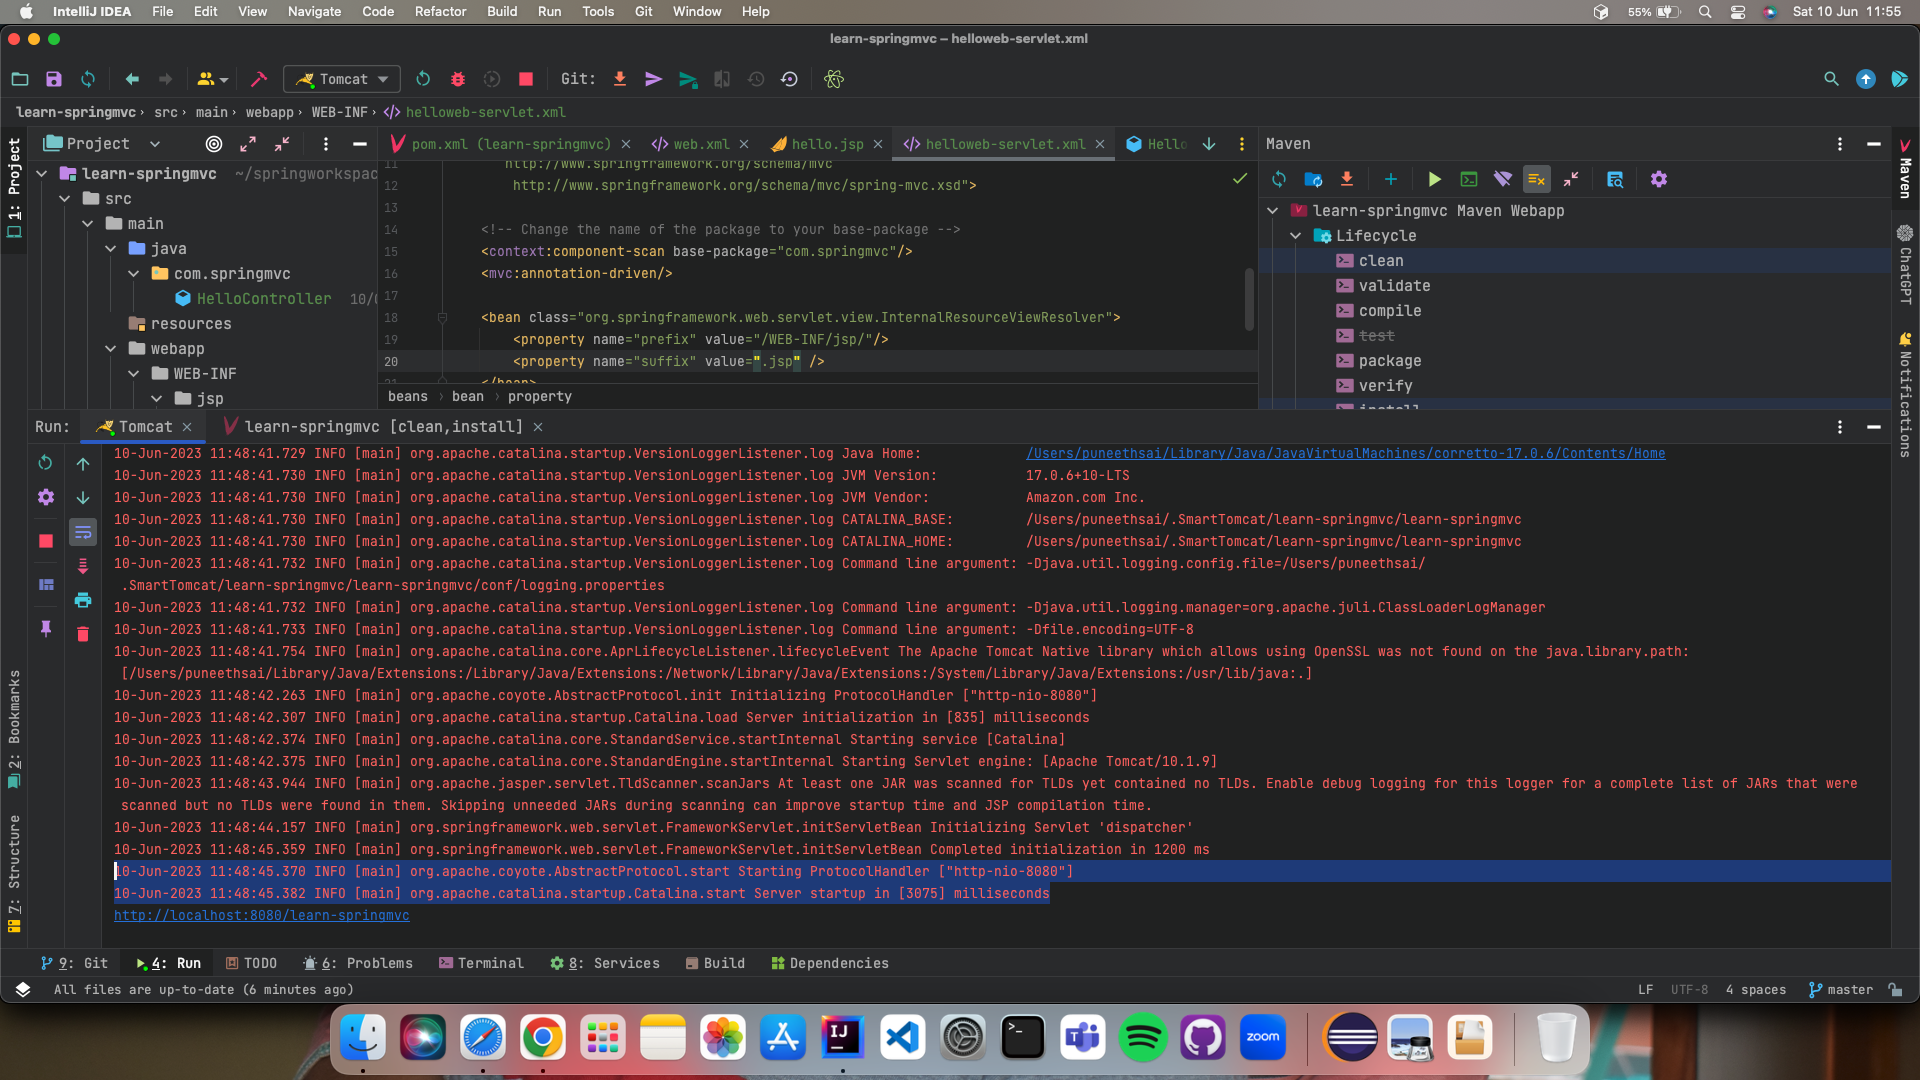 IntelliJ IDEA File Edit View Navigate Code Refactor Build Run Tools Git Window Help 55% Sat 10 Jun 11:55
learn-springmvc – helloweb-servlet.xml
Tomcat Git:
learn-springmvc › src › main › webapp › WEB-INF › helloweb-servlet.xml
Project pom.xml (learn-springmvc) web.xml hello.jsp helloweb-servlet.xml Hello Maven
learn-springmvc ~/springworkspac
src
main
java
com.springmvc
HelloController 10/
resources
webapp
WEB-INF
jsp
11 http://www.springframework.org/schema/mvc
12 http://www.springframework.org/schema/mvc/spring-mvc.xsd">
13
14 <!-- Change the name of the package to your base-package -->
15 <context:component-scan base-package="com.springmvc"/>
16 <mvc:annotation-driven/>
17
18 <bean class="org.springframework.web.servlet.view.InternalResourceViewResolver">
19 <property name="prefix" value="/WEB-INF/jsp/"/>
20 <property name="suffix" value=".jsp" />
21 </bean>
beans › bean › property
learn-springmvc Maven Webapp
Lifecycle
clean
validate
compile
test
package
verify
install
1: Project
2: Bookmarks
7: Structure
Maven
ChatGPT
Notifications
Run: Tomcat learn-springmvc [clean,install]
10-Jun-2023 11:48:41.729 INFO [main] org.apache.catalina.startup.VersionLoggerListener.log Java Home: /Users/puneethsai/Library/Java/JavaVirtualMachines/corretto-17.0.6/Contents/Home
10-Jun-2023 11:48:41.730 INFO [main] org.apache.catalina.startup.VersionLoggerListener.log JVM Version: 17.0.6+10-LTS
10-Jun-2023 11:48:41.730 INFO [main] org.apache.catalina.startup.VersionLoggerListener.log JVM Vendor: Amazon.com Inc.
10-Jun-2023 11:48:41.730 INFO [main] org.apache.catalina.startup.VersionLoggerListener.log CATALINA_BASE: /Users/puneethsai/.SmartTomcat/learn-springmvc/learn-springmvc
10-Jun-2023 11:48:41.730 INFO [main] org.apache.catalina.startup.VersionLoggerListener.log CATALINA_HOME: /Users/puneethsai/.SmartTomcat/learn-springmvc/learn-springmvc
10-Jun-2023 11:48:41.732 INFO [main] org.apache.catalina.startup.VersionLoggerListener.log Command line argument: -Djava.util.logging.config.file=/Users/puneethsai/
.SmartTomcat/learn-springmvc/learn-springmvc/conf/logging.properties
10-Jun-2023 11:48:41.732 INFO [main] org.apache.catalina.startup.VersionLoggerListener.log Command line argument: -Djava.util.logging.manager=org.apache.juli.ClassLoaderLogManager
10-Jun-2023 11:48:41.733 INFO [main] org.apache.catalina.startup.VersionLoggerListener.log Command line argument: -Dfile.encoding=UTF-8
10-Jun-2023 11:48:41.754 INFO [main] org.apache.catalina.core.AprLifecycleListener.lifecycleEvent The Apache Tomcat Native library which allows using OpenSSL was not found on the java.library.path:
[/Users/puneethsai/Library/Java/Extensions:/Library/Java/Extensions:/Network/Library/Java/Extensions:/System/Library/Java/Extensions:/usr/lib/java:.]
10-Jun-2023 11:48:42.263 INFO [main] org.apache.coyote.AbstractProtocol.init Initializing ProtocolHandler ["http-nio-8080"]
10-Jun-2023 11:48:42.307 INFO [main] org.apache.catalina.startup.Catalina.load Server initialization in [835] milliseconds
10-Jun-2023 11:48:42.374 INFO [main] org.apache.catalina.core.StandardService.startInternal Starting service [Catalina]
10-Jun-2023 11:48:42.375 INFO [main] org.apache.catalina.core.StandardEngine.startInternal Starting Servlet engine: [Apache Tomcat/10.1.9]
10-Jun-2023 11:48:43.944 INFO [main] org.apache.jasper.servlet.TldScanner.scanJars At least one JAR was scanned for TLDs yet contained no TLDs. Enable debug logging for this logger for a complete list of JARs that were
scanned but no TLDs were found in them. Skipping unneeded JARs during scanning can improve startup time and JSP compilation time.
10-Jun-2023 11:48:44.157 INFO [main] org.springframework.web.servlet.FrameworkServlet.initServletBean Initializing Servlet 'dispatcher'
10-Jun-2023 11:48:45.359 INFO [main] org.springframework.web.servlet.FrameworkServlet.initServletBean Completed initialization in 1200 ms
10-Jun-2023 11:48:45.370 INFO [main] org.apache.coyote.AbstractProtocol.start Starting ProtocolHandler ["http-nio-8080"]
10-Jun-2023 11:48:45.382 INFO [main] org.apache.catalina.startup.Catalina.start Server startup in [3075] milliseconds
http://localhost:8080/learn-springmvc
9: Git 4: Run TODO 6: Problems Terminal 8: Services Build Dependencies
All files are up-to-date (6 minutes ago) LF UTF-8 4 spaces master
IJ
zoom